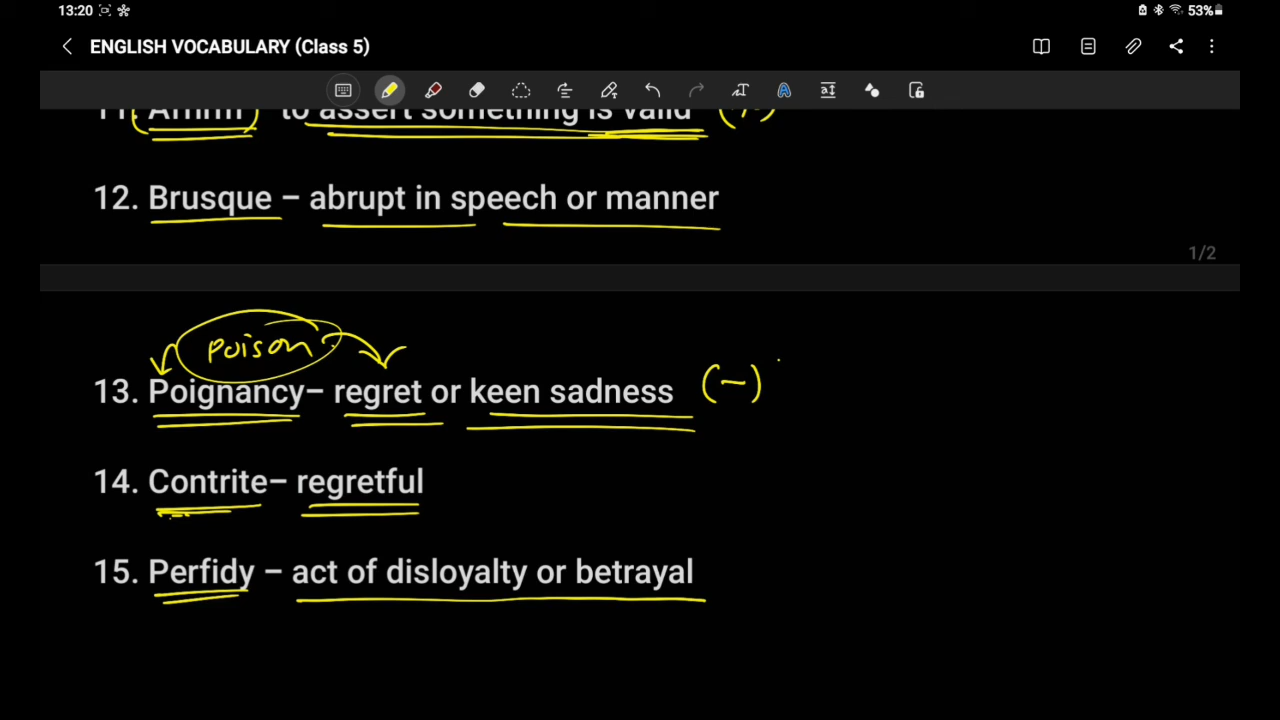 13:20 53%
ENGLISH VOCABULARY (Class 5)
11. Affirm to assert something is valid
12. Brusque – abrupt in speech or manner
1/2
poison
13. Poignancy– regret or keen sadness (-)
14. Contrite– regretful
15. Perfidy – act of disloyalty or betrayal